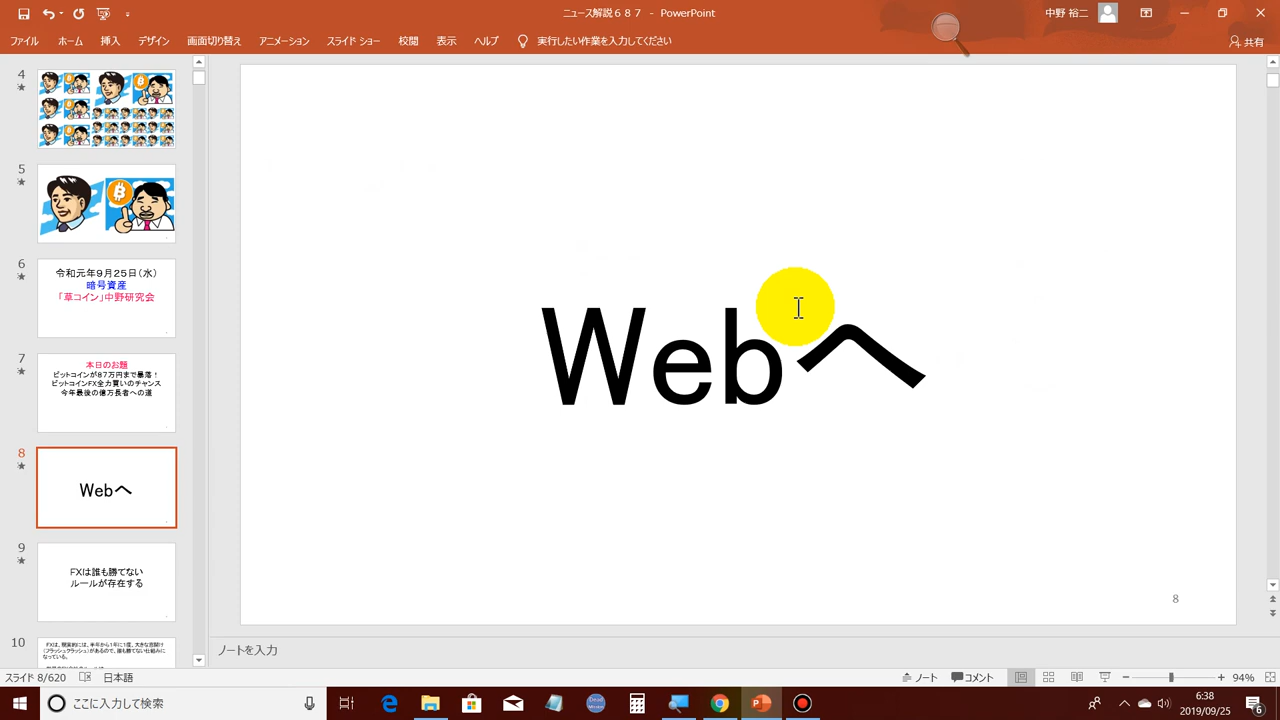 ニュース解説６８７ - PowerPoint
中野 裕二
ファイル
ホーム
挿入
デザイン
画面切り替え
アニメーション
スライド ショー
校閲
表示
ヘルプ
実行したい作業を入力してください
共有
4
5
6
令和元年９月２５日（水）
暗号資産
「草コイン」中野研究会
7
本日のお題
ビットコインが８７万円まで暴落！
ビットコインFX全力買いのチャンス
今年最後の億万長者への道
8
Webへ
9
FXは誰も勝てない
ルールが存在する
10
Webへ
8
ノートを入力
スライド 8/620
日本語
ノート
コメント
94%
ここに入力して検索
6:38
2019/09/25
6